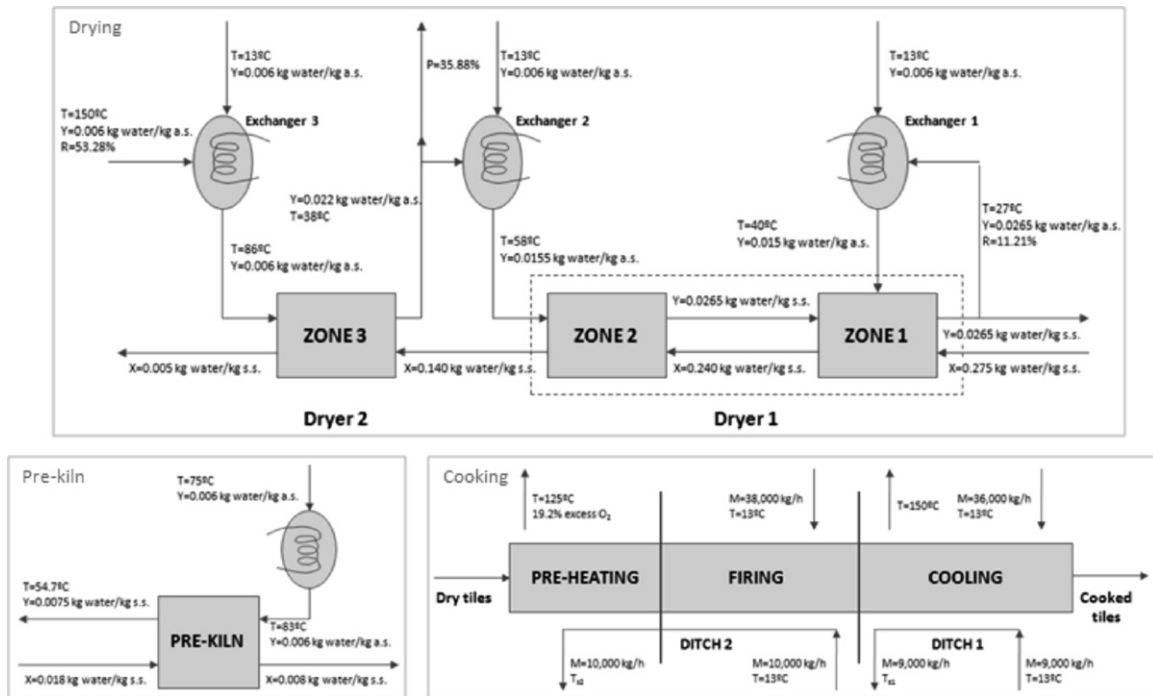 Drying
T=13ºC
Y=0.006 kg water/kg a.s.
P=35.88%
T=13ºC
Y=0.006 kg water/kg a.s.
T=13ºC
Y=0.006 kg water/kg a.s.
T=150ºC
Y=0.006 kg water/kg a.s.
R=53.28%
Exchanger 3
Exchanger 2
Exchanger 1
Y=0.022 kg water/kg a.s.
T=38ºC
T=27ºC
Y=0.0265 kg water/kg a.s.
R=11.21%
T=86ºC
Y=0.006 kg water/kg a.s.
T=58ºC
Y=0.0155 kg water/kg a.s.
T=40ºC
Y=0.015 kg water/kg a.s.
ZONE 3
ZONE 2
Y=0.0265 kg water/kg s.s.
ZONE 1
Y=0.0265 kg water/kg s.s.
X=0.005 kg water/kg s.s.
X=0.140 kg water/kg s.s.
X=0.240 kg water/kg s.s.
X=0.275 kg water/kg s.s.
Dryer 2
Dryer 1
Pre-kiln
T=75ºC
Y=0.006 kg water/kg a.s.
T=54.7ºC
Y=0.0075 kg water/kg s.s.
PRE-KILN
T=83ºC
Y=0.006 kg water/kg a.s.
X=0.018 kg water/kg s.s.
X=0.008 kg water/kg s.s.
Cooking
T=125ºC
19.2% excess O₂
M=38,000 kg/h
T=13ºC
T=150ºC
M=36,000 kg/h
T=13ºC
PRE-HEATING
FIRING
COOLING
Dry tiles
Cooked
tiles
DITCH 2
DITCH 1
M=10,000 kg/h
Tₛ₂
M=10,000 kg/h
T=13ºC
M=9,000 kg/h
Tₛ₁
M=9,000 kg/h
T=13ºC